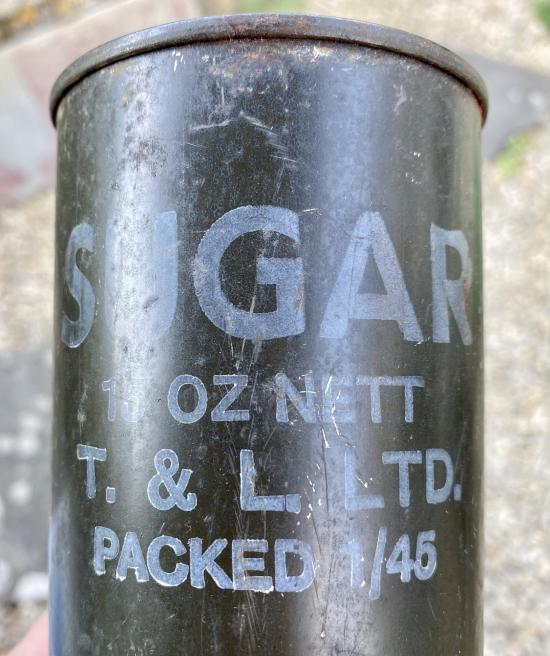 SUGAR
OZ NETT
T. & L. LTD.
PACKED 1/45